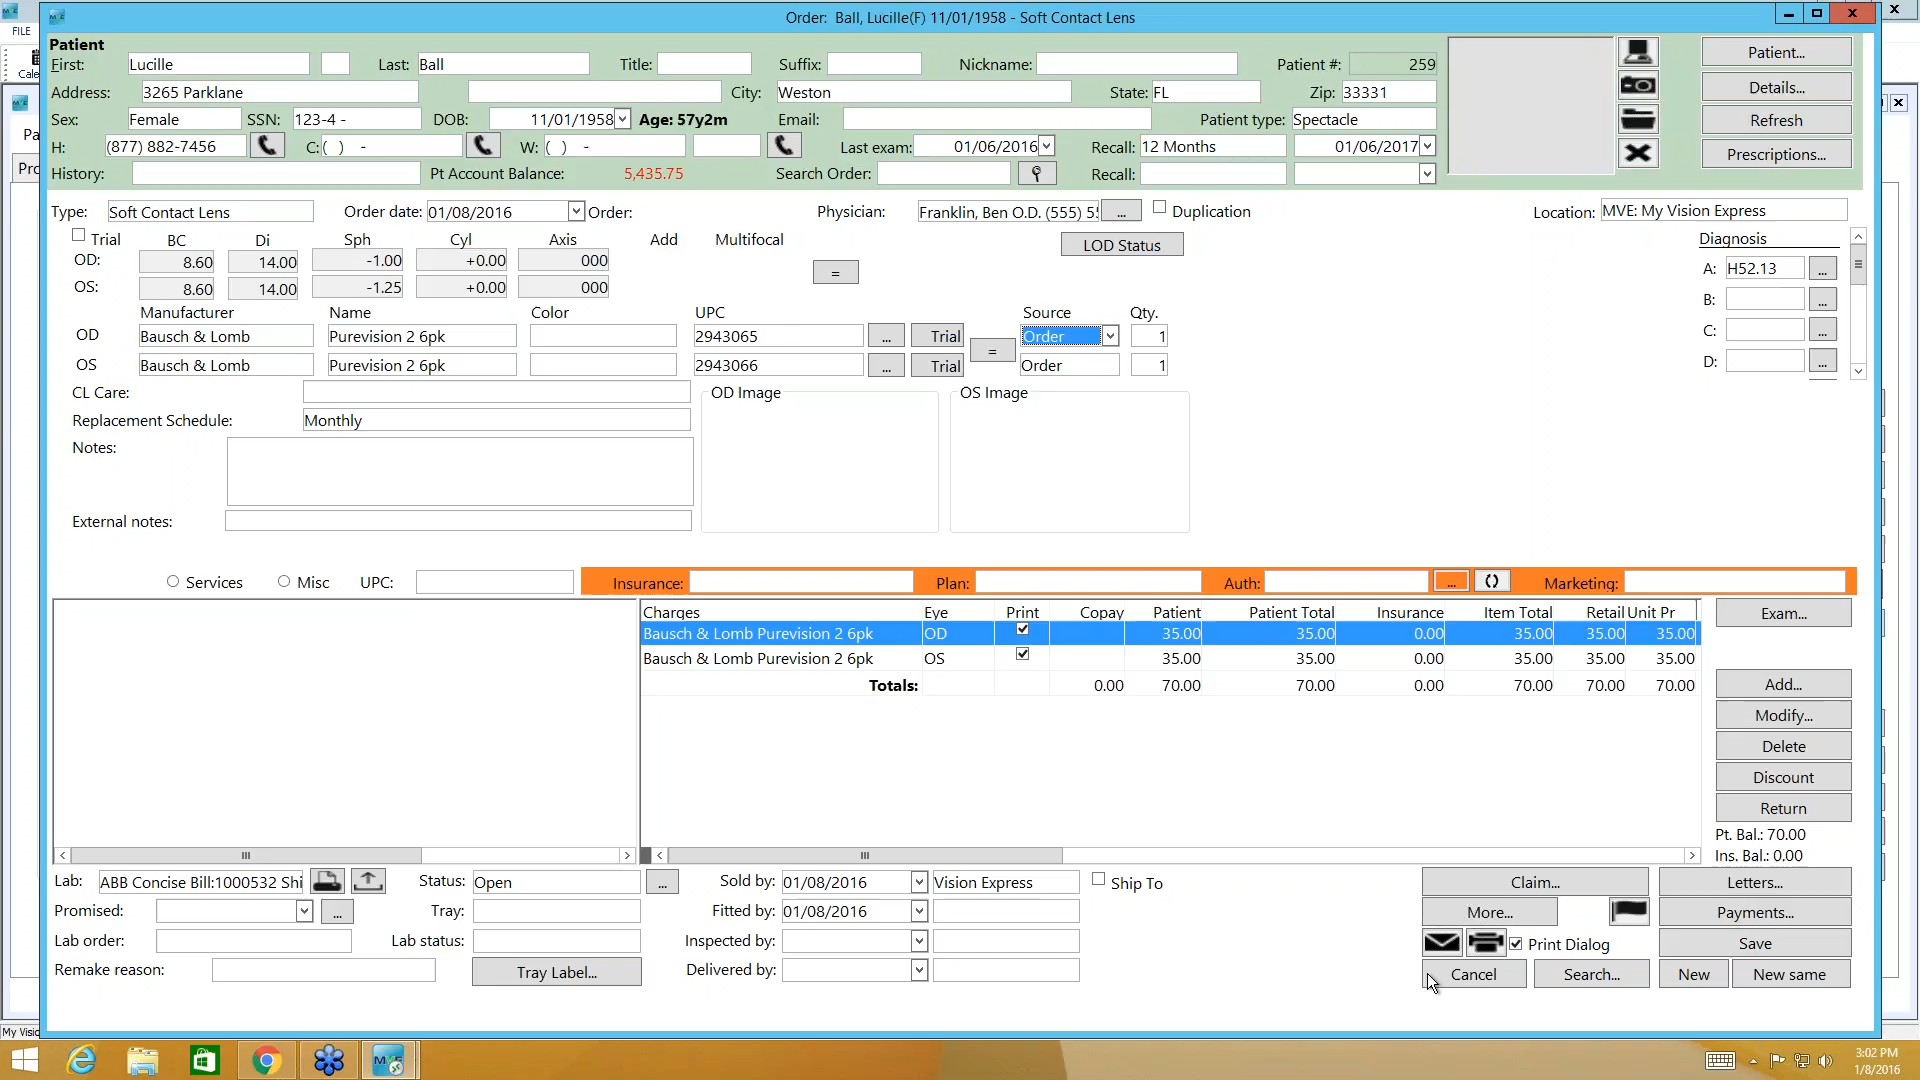 Order: Ball, Lucille(F) 11/01/1958 - Soft Contact Lens
FILE
Patient
First: Lucille Last: Ball Title: Suffix: Nickname: Patient #: 259 Patient...
Address: 3265 Parklane City: Weston State: FL Zip: 33331 Details...
Sex: Female SSN: 123-4 - DOB: 11/01/1958 Age: 57y2m Email: Patient type: Spectacle Refresh
H: (877) 882-7456 C: ( ) - W: ( ) - Last exam: 01/06/2016 Recall: 12 Months 01/06/2017 Prescriptions...
History: Pt Account Balance: 5,435.75 Search Order: Recall:
Type: Soft Contact Lens Order date: 01/08/2016 Order: Physician: Franklin, Ben O.D. (555) 5 ... Duplication Location: MVE: My Vision Express
Trial BC Di Sph Cyl Axis Add Multifocal LOD Status Diagnosis
OD: 8.60 14.00 -1.00 +0.00 000 = A: H52.13 ...
OS: 8.60 14.00 -1.25 +0.00 000 B: ...
Manufacturer Name Color UPC Source Qty.
OD Bausch & Lomb Purevision 2 6pk 2943065 ... Trial = Order 1 C: ...
OS Bausch & Lomb Purevision 2 6pk 2943066 ... Trial Order 1 D: ...
CL Care: OD Image OS Image
Replacement Schedule: Monthly
Notes:
External notes:
Services Misc UPC: Insurance: Plan: Auth: ... Marketing:
Charges Eye Print Copay Patient Patient Total Insurance Item Total Retail Unit Pr Exam...
Bausch & Lomb Purevision 2 6pk OD 35.00 35.00 0.00 35.00 35.00 35.00
Bausch & Lomb Purevision 2 6pk OS 35.00 35.00 0.00 35.00 35.00 35.00
Totals: 0.00 70.00 70.00 0.00 70.00 70.00 70.00
Add...
Modify...
Delete
Discount
Return
Pt. Bal.: 70.00
Ins. Bal.: 0.00
Lab: ABB Concise Bill:1000532 Shi Status: Open ... Sold by: 01/08/2016 Vision Express Ship To Claim... Letters...
Promised: ... Tray: Fitted by: 01/08/2016 More... Payments...
Lab order: Lab status: Inspected by: Print Dialog Save
Remake reason: Tray Label... Delivered by: Cancel Search... New New same
My Visio
3:02 PM
1/8/2016